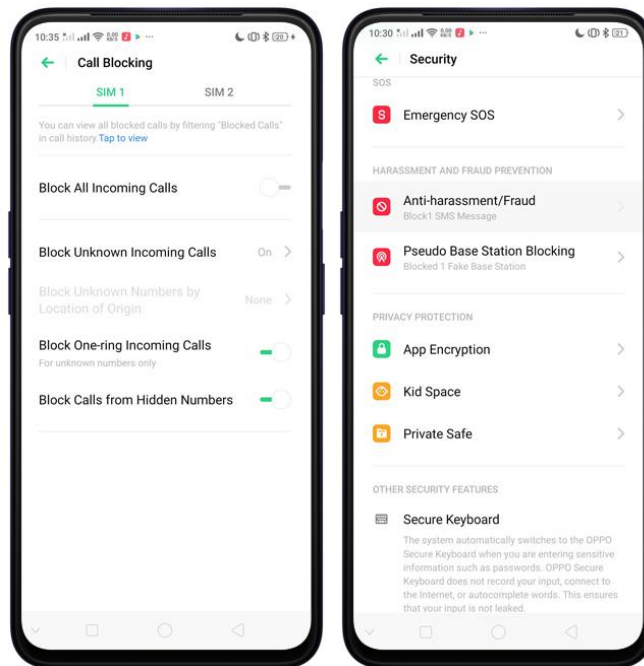 10:35
20
Call Blocking
SIM 1
SIM 2
You can view all blocked calls by filtering "Blocked Calls"
in call history.Tap to view
Block All Incoming Calls
Block Unknown Incoming Calls
On
Block Unknown Numbers by
Location of Origin
None
Block One-ring Incoming Calls
For unknown numbers only
Block Calls from Hidden Numbers
10:30
21
Security
SOS
Emergency SOS
HARASSMENT AND FRAUD PREVENTION
Anti-harassment/Fraud
Block1 SMS Message
Pseudo Base Station Blocking
Blocked 1 Fake Base Station
PRIVACY PROTECTION
App Encryption
Kid Space
Private Safe
OTHER SECURITY FEATURES
Secure Keyboard
The system automatically switches to the OPPO
Secure Keyboard when you are entering sensitive
information such as passwords. OPPO Secure
Keyboard does not record your input, connect to
the Internet, or autocomplete words. This ensures
that your input is not leaked.